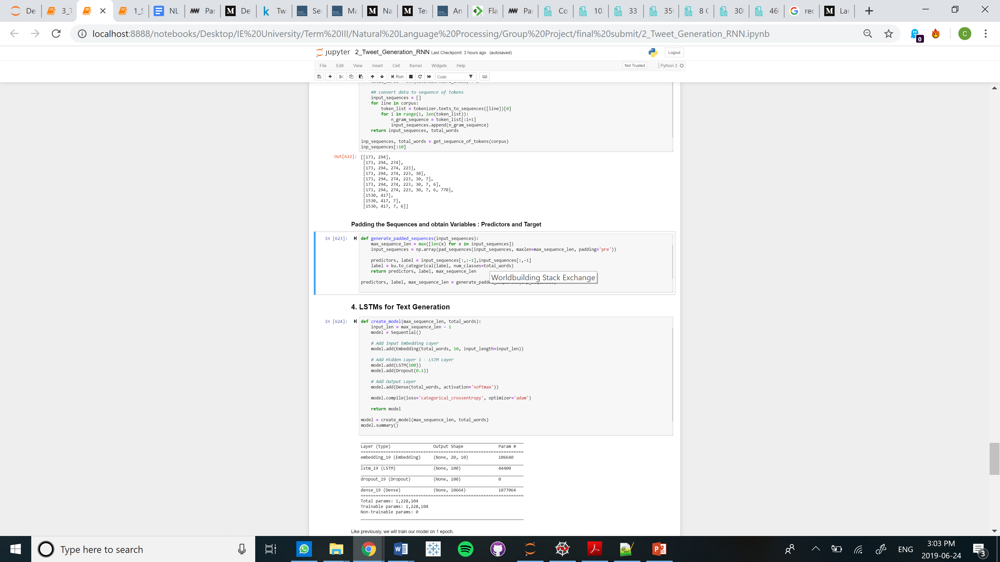 De
3_T
1_S
NL
Par
De
Twi
Ser
Ma
Na
Tex
An
Fla
Par
Co
10
33
35
8 C
30
46
rec
Lar
localhost:8888/notebooks/Desktop/IE%20University/Term%20III/Natural%20Language%20Processing/Group%20Project/final%20submit/2_Tweet_Generation_RNN.ipynb
0
C
jupyter 2_Tweet_Generation_RNN Last Checkpoint: 3 hours ago (autosaved)
Logout
File Edit View Insert Cell Kernel Widgets Help
Not Trusted
Python 3
Run
Code
## convert data to sequence of tokens
input_sequences = []
for line in corpus:
token_list = tokenizer.texts_to_sequences([line])[0]
for i in range(1, len(token_list)):
n_gram_sequence = token_list[:i+1]
input_sequences.append(n_gram_sequence)
return input_sequences, total_words
inp_sequences, total_words = get_sequence_of_tokens(corpus)
inp_sequences[:10]
Out[622]: [[173, 294],
[173, 294, 274],
[173, 294, 274, 223],
[173, 294, 274, 223, 30],
[173, 294, 274, 223, 30, 7],
[173, 294, 274, 223, 30, 7, 6],
[173, 294, 274, 223, 30, 7, 6, 770],
[1530, 417],
[1530, 417, 7],
[1530, 417, 7, 6]]
Padding the Sequences and obtain Variables : Predictors and Target
In [623]: def generate_padded_sequences(input_sequences):
max_sequence_len = max([len(x) for x in input_sequences])
input_sequences = np.array(pad_sequences(input_sequences, maxlen=max_sequence_len, padding='pre'))
predictors, label = input_sequences[:,:-1],input_sequences[:,-1]
label = ku.to_categorical(label, num_classes=total_words)
return predictors, label, max_sequence_len
Worldbuilding Stack Exchange
predictors, label, max_sequence_len = generate_padded_sequences(inp_sequences)
4. LSTMs for Text Generation
In [624]: def create_model(max_sequence_len, total_words):
input_len = max_sequence_len - 1
model = Sequential()
# Add Input Embedding Layer
model.add(Embedding(total_words, 10, input_length=input_len))
# Add Hidden Layer 1 - LSTM Layer
model.add(LSTM(100))
model.add(Dropout(0.1))
# Add Output Layer
model.add(Dense(total_words, activation='softmax'))
model.compile(loss='categorical_crossentropy', optimizer='adam')
return model
model = create_model(max_sequence_len, total_words)
model.summary()
Layer (type) Output Shape Param #
=================================================================
embedding_19 (Embedding) (None, 20, 10) 106640
lstm_19 (LSTM) (None, 100) 44400
dropout_19 (Dropout) (None, 100) 0
dense_19 (Dense) (None, 10664) 1077064
=================================================================
Total params: 1,228,104
Trainable params: 1,228,104
Non-trainable params: 0
Like previously, we will train our model on 1 epoch.
Type here to search
ENG
3:03 PM
2019-06-24
3